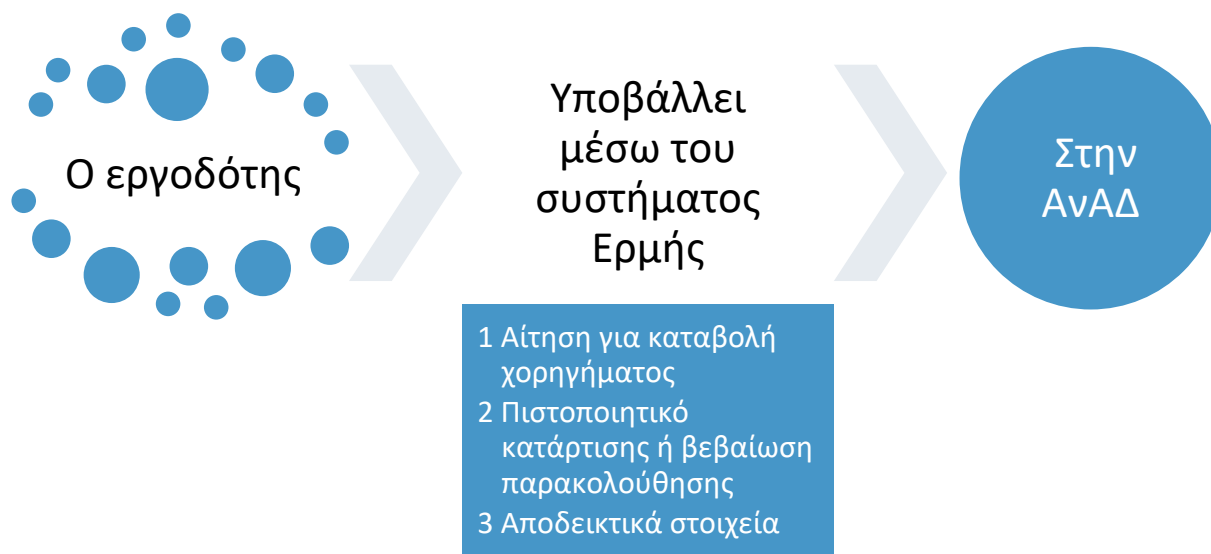 Ο εργοδότης
Υποβάλλει
μέσω του
συστήματος
Ερμής
Στην
ΑνΑΔ
1 Αίτηση για καταβολή
χορηγήματος
2 Πιστοποιητικό
κατάρτισης ή βεβαίωση
παρακολούθησης
3 Αποδεικτικά στοιχεία